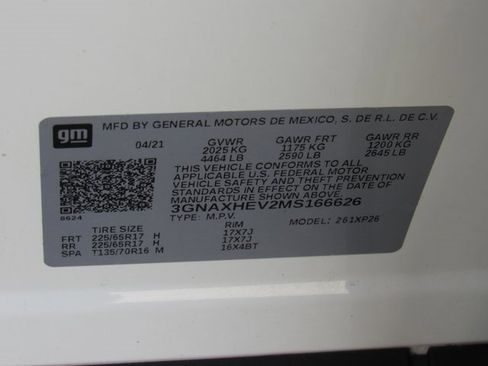 gm
MFD BY GENERAL MOTORS DE MEXICO, S. DE R.L. DE C.V.
04/21 GVWR GAWR FRT GAWR RR
2025 KG 1175 KG 1200 KG
4464 LB 2590 LB 2645 LB
THIS VEHICLE CONFORMS TO ALL
APPLICABLE U.S. FEDERAL MOTOR
VEHICLE SAFETY AND THEFT PREVENTION
STANDARDS IN EFFECT ON THE DATE OF
MANUFACTURE SHOWN ABOVE.
3GNAXHEV2MS166626
8624
TYPE: M.P.V. MODEL: 261XP26
TIRE SIZE RIM
FRT 225/65R17 H 17X7J
RR 225/65R17 H 17X7J
SPA T135/70R16 M 16X4BT